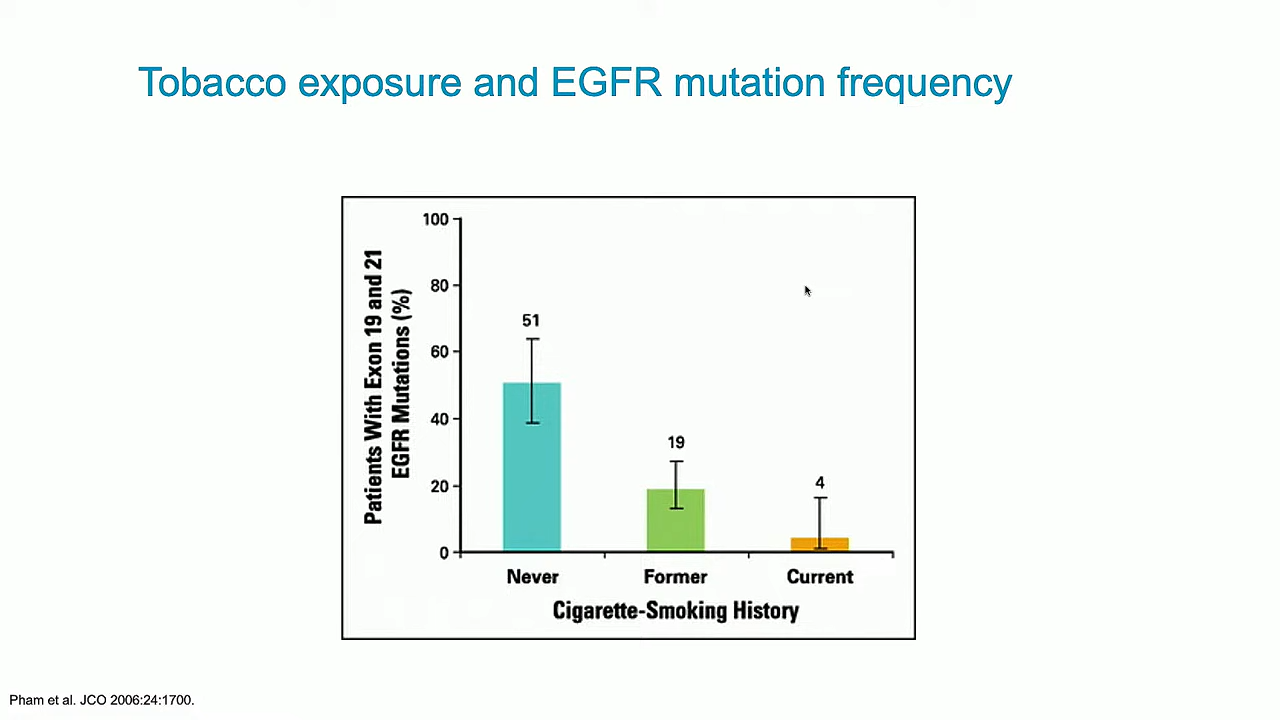 Tobacco exposure and EGFR mutation frequency
Patients With Exon 19 and 21
EGFR Mutations (%)
100
80
60
40
20
0
51
19
4
Never
Former
Current
Cigarette-Smoking History
Pham et al. JCO 2006:24:1700.